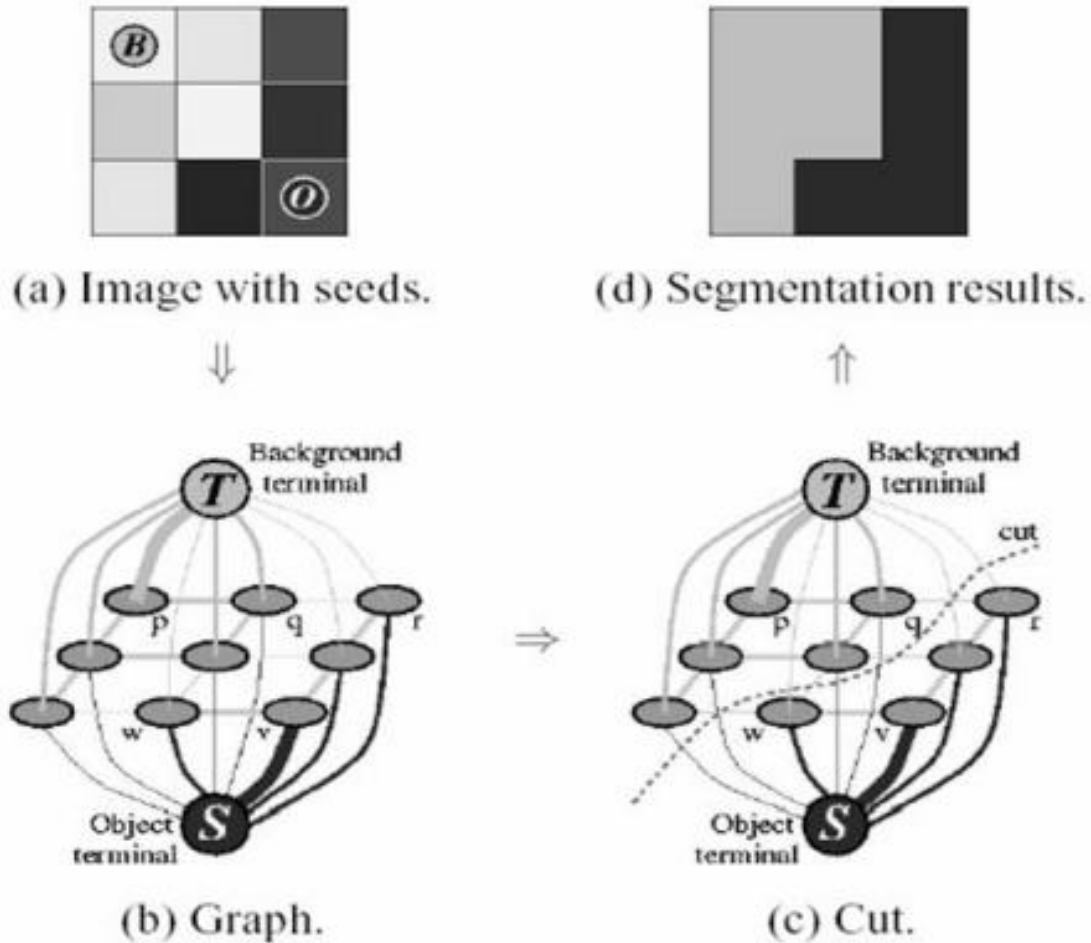 B
O
(a) Image with seeds.
(d) Segmentation results.
⇓
⇑
Background
terminal
T
p
q
r
w
v
S
Object
terminal
(b) Graph.
⇒
Background
terminal
T
cut
p
q
r
w
v
S
Object
terminal
(c) Cut.